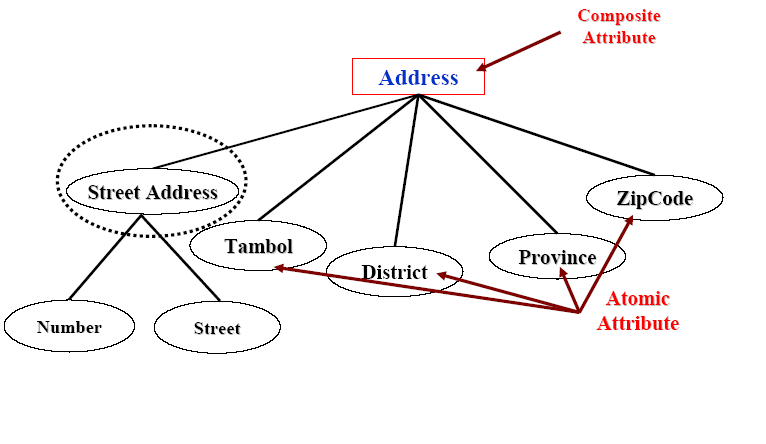 Composite
Attribute
Address
Street Address
ZipCode
Tambol
District
Province
Number
Street
Atomic
Attribute